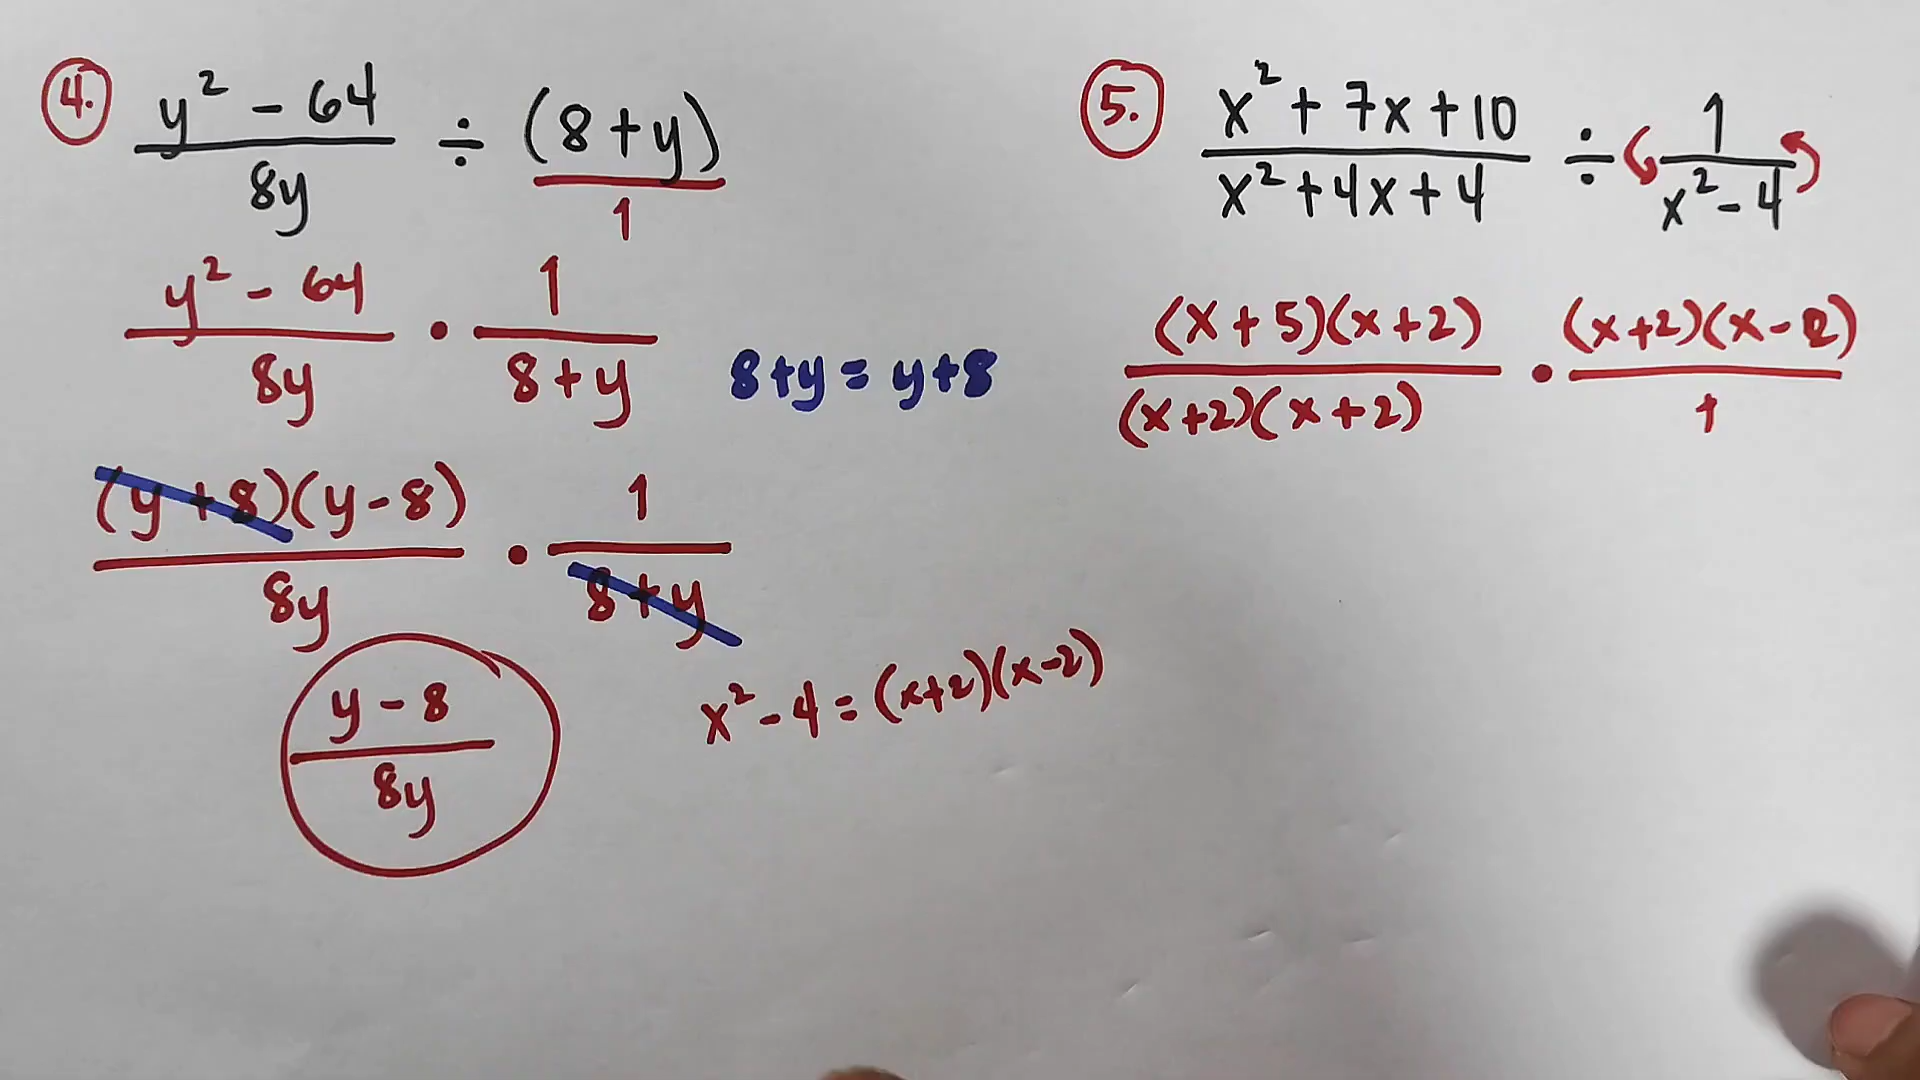 4. y² - 64 / 8y ÷ (8 + y) / 1
y² - 64 / 8y • 1 / 8 + y
8+y = y+8
(y + 8)(y - 8) / 8y • 1 / 8 + y
y - 8 / 8y
x² - 4 = (x+2)(x-2)
5. x² + 7x + 10 / x² + 4x + 4 ÷ 1 / x² - 4
(x + 5)(x + 2) / (x + 2)(x + 2) • (x + 2)(x - 2) / 1